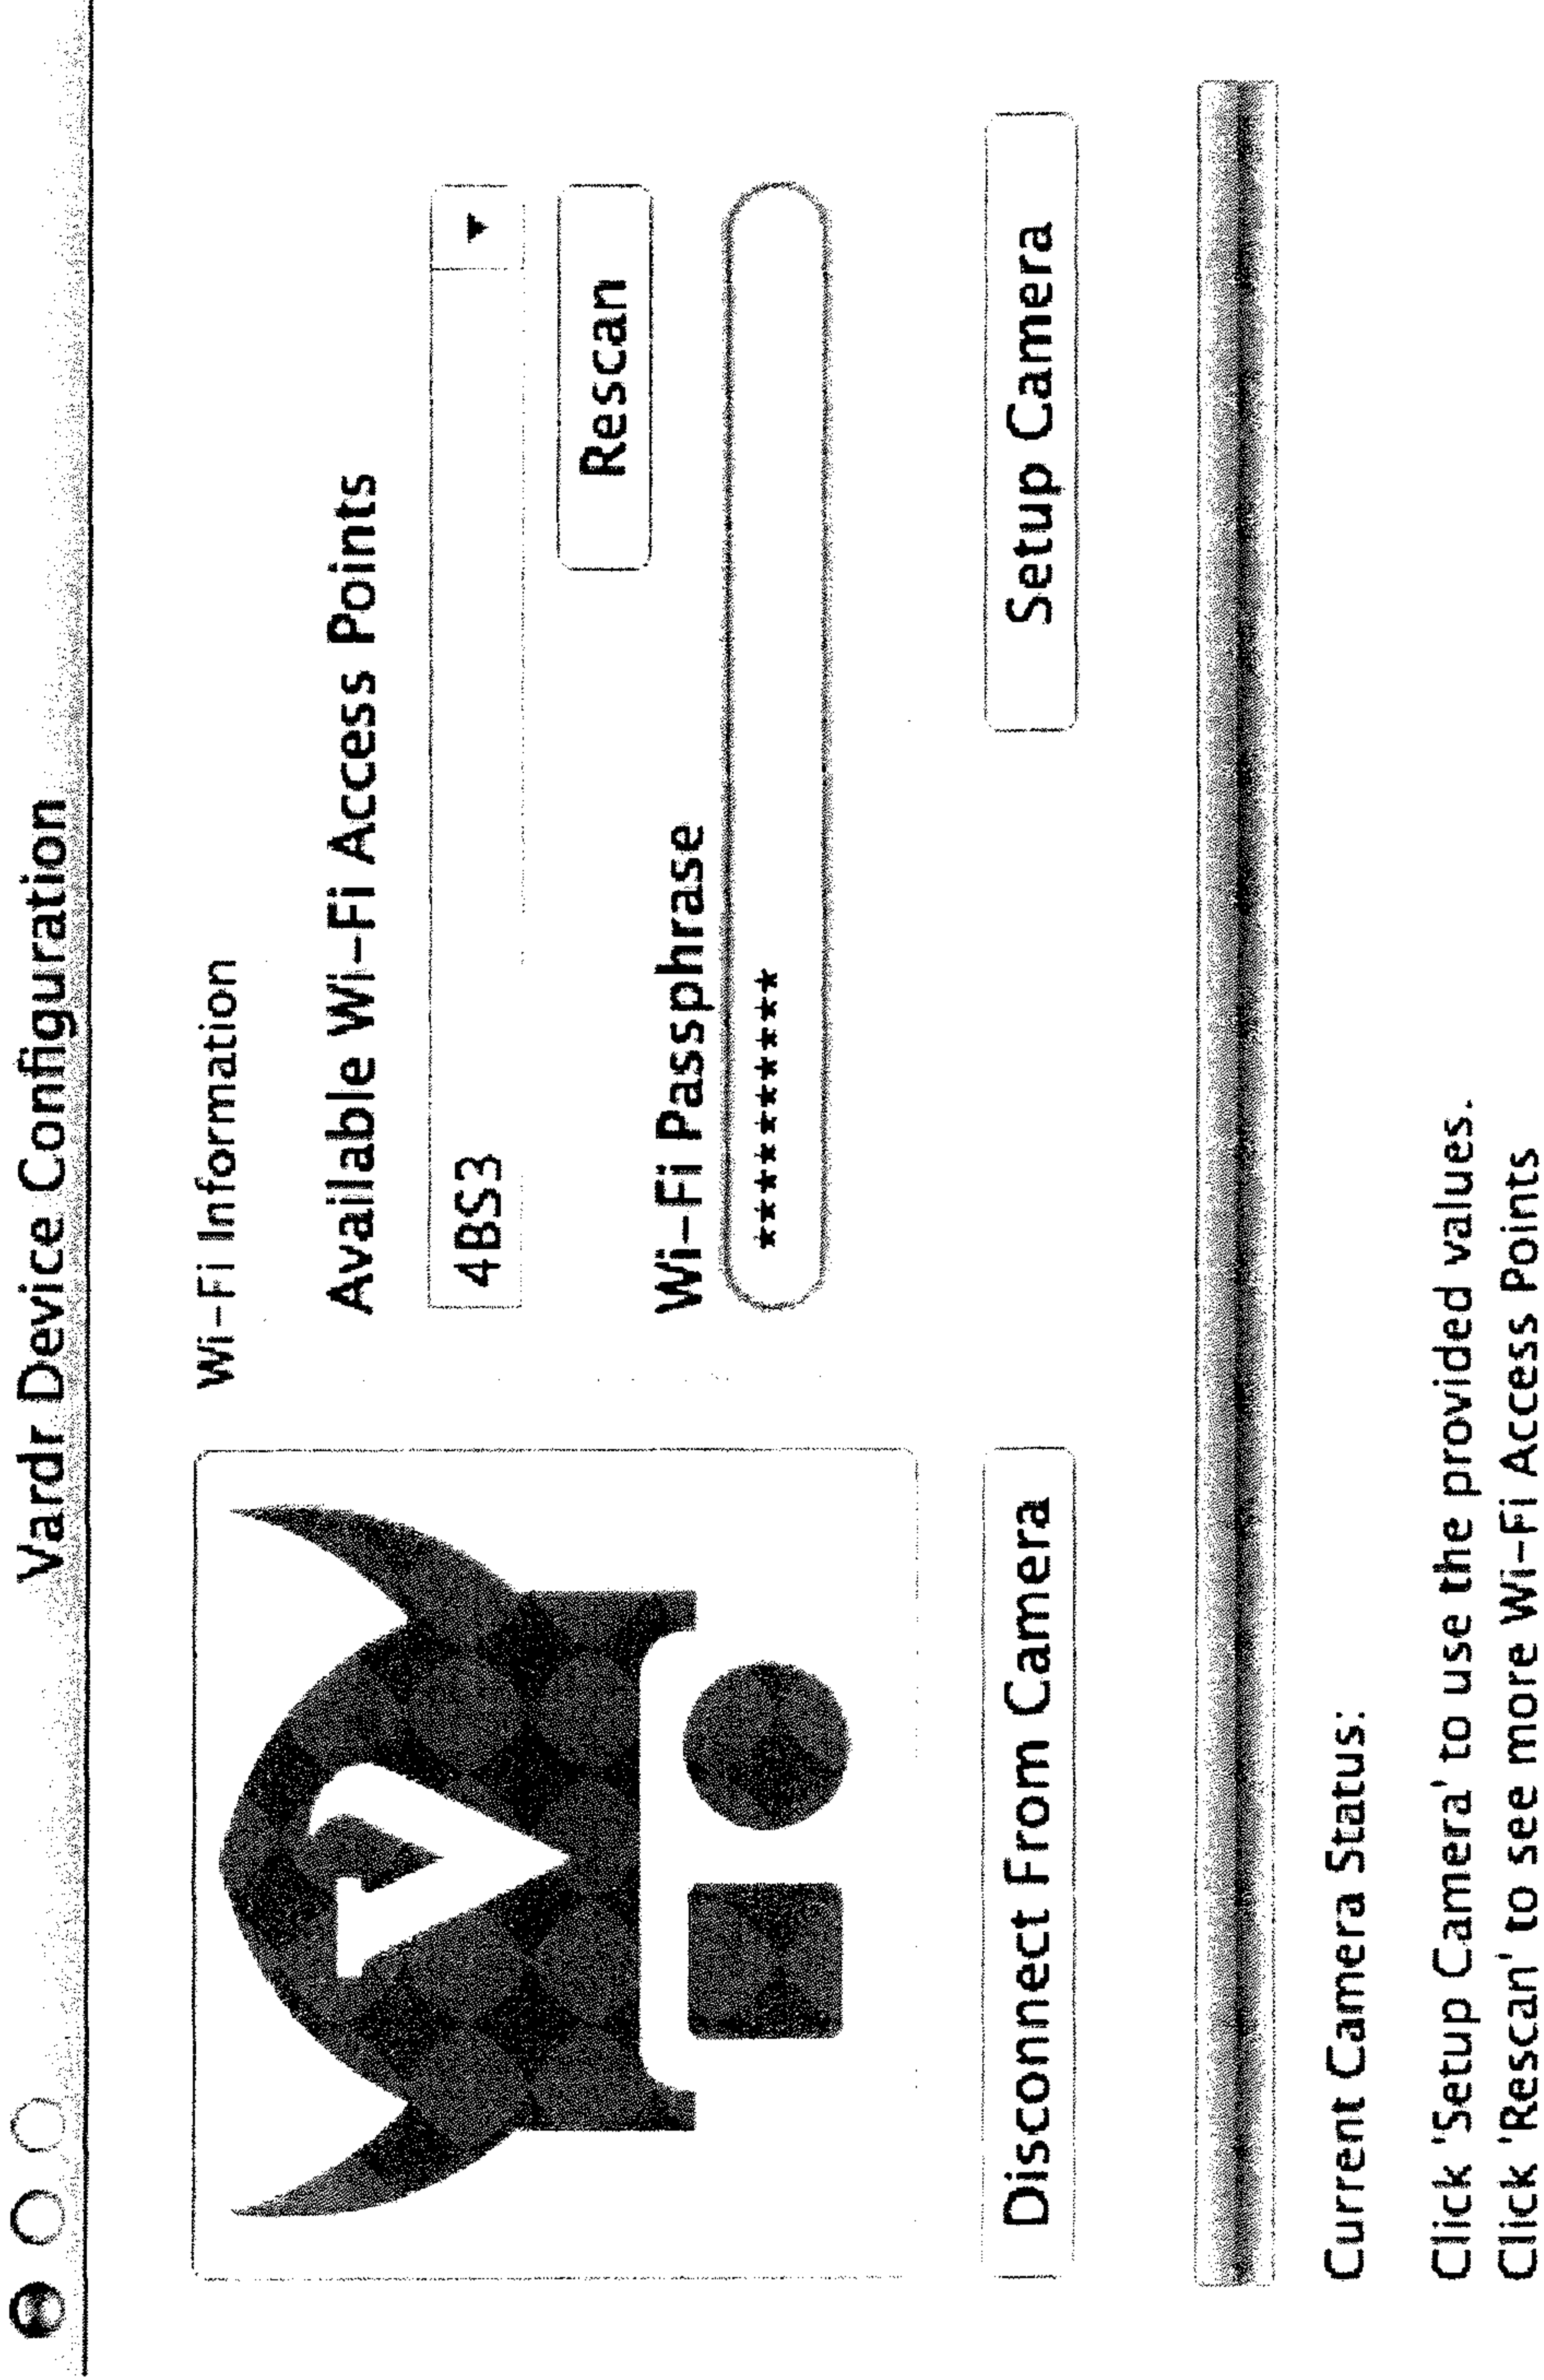 Vardr Device Configuration
V
Wi-Fi Information
Available Wi-Fi Access Points
4BS3
Rescan
Wi-Fi Passphrase
**********
Disconnect From Camera
Setup Camera
Current Camera Status:
Click 'Setup Camera' to use the provided values.
Click 'Rescan' to see more Wi-Fi Access Points